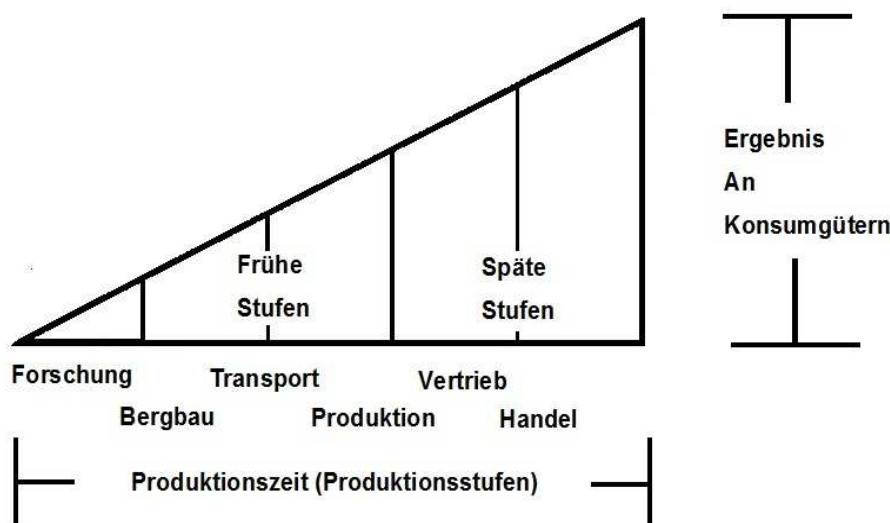 Ergebnis
An
Konsumgütern
Frühe
Stufen
Späte
Stufen
Forschung
Transport
Vertrieb
Bergbau
Produktion
Handel
Produktionszeit (Produktionsstufen)